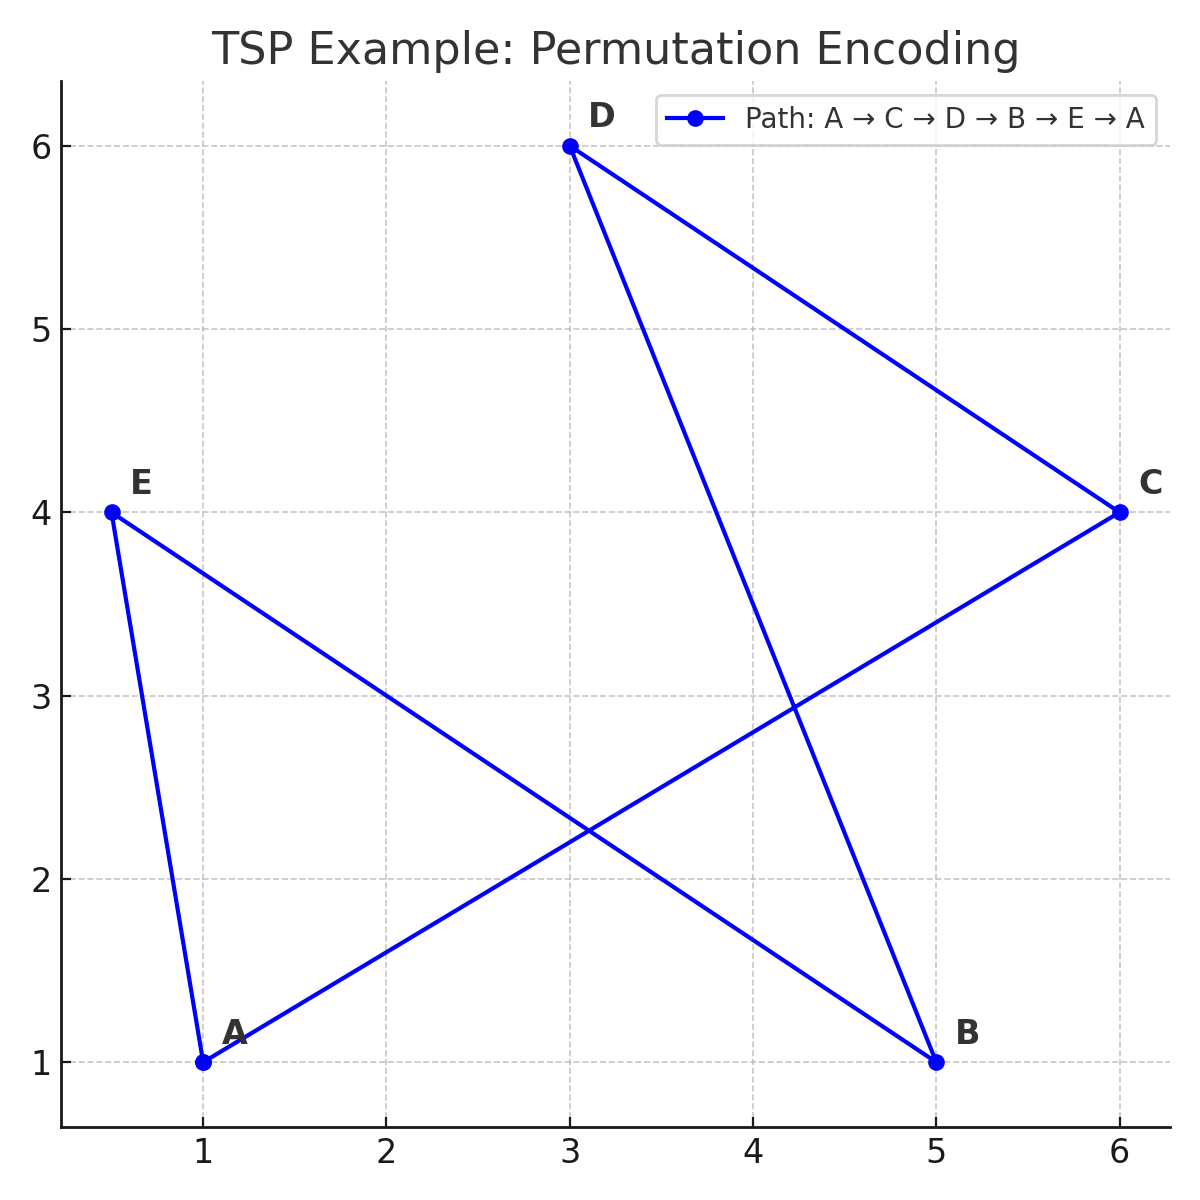 TSP Example: Permutation Encoding
D
Path: A → C → D → B → E → A
6
5
E
C
4
3
2
A
B
1
1 2 3 4 5 6